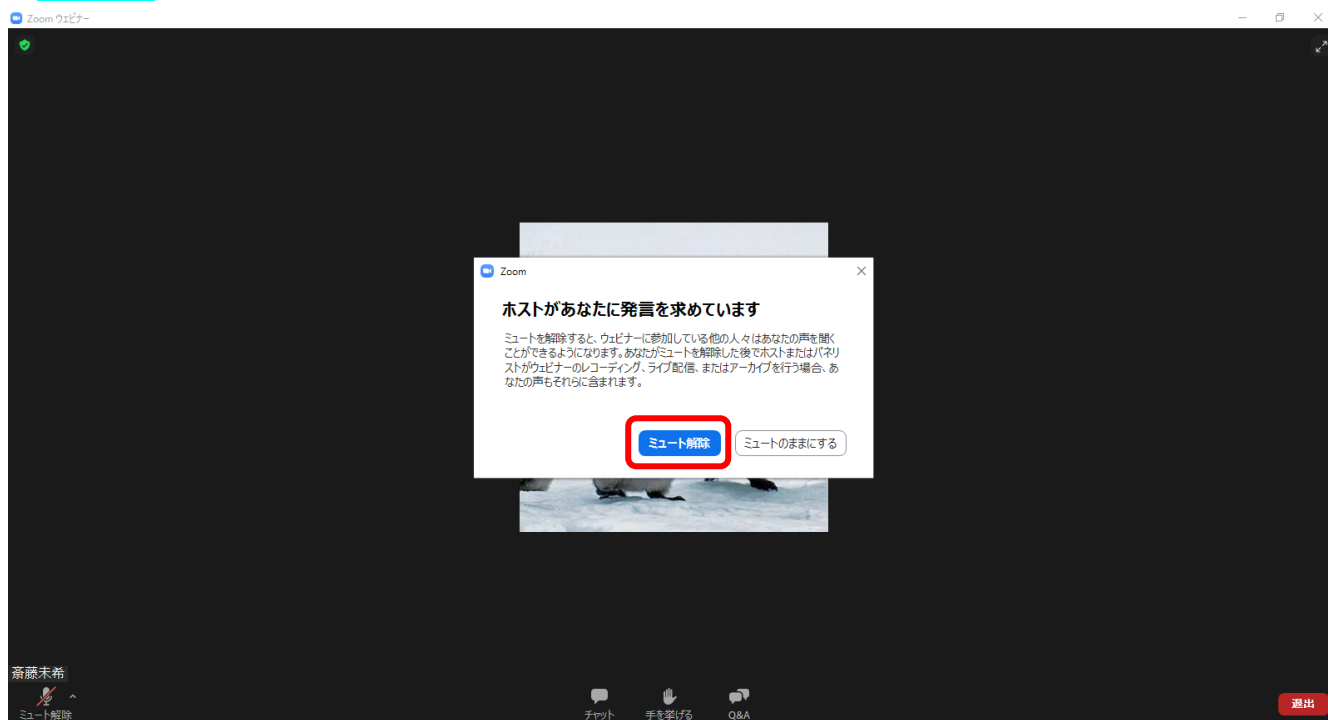 Zoom ウェビナー
Zoom
ホストがあなたに発言を求めています
ミュートを解除すると、ウェビナーに参加している他の人々はあなたの声を聞く
ことができるようになります。あなたがミュートを解除した後でホストまたはパネリ
ストがウェビナーのレコーディング、ライブ配信、またはアーカイブを行う場合、あ
なたの声もそれらに含まれます。
ミュート解除 ミュートのままにする
斎藤未希
ミュート解除 チャット 手を挙げる Q&A 退出